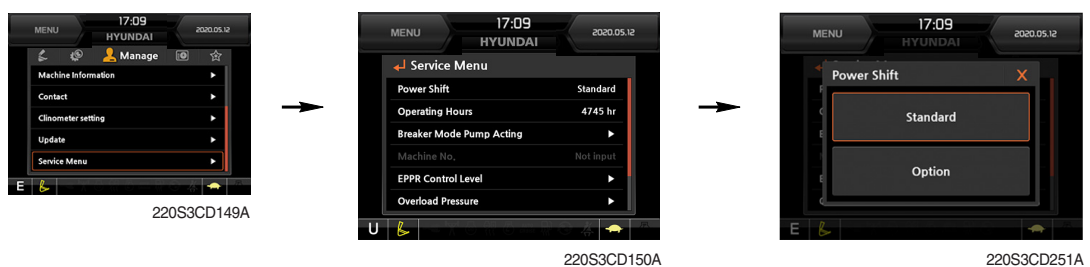 MENU 17:09 2020.05.12
HYUNDAI
Manage
Machine Information
Contact
Clinometer setting
Update
Service Menu
E
220S3CD149A
MENU 17:09 2020.05.12
HYUNDAI
Service Menu
Power Shift Standard
Operating Hours 4745 hr
Breaker Mode Pump Acting
Machine No. Not input
EPPR Control Level
Overload Pressure
U
220S3CD150A
MENU 17:09 2020.05.12
HYUNDAI
Power Shift X
Standard
Option
E
220S3CD251A